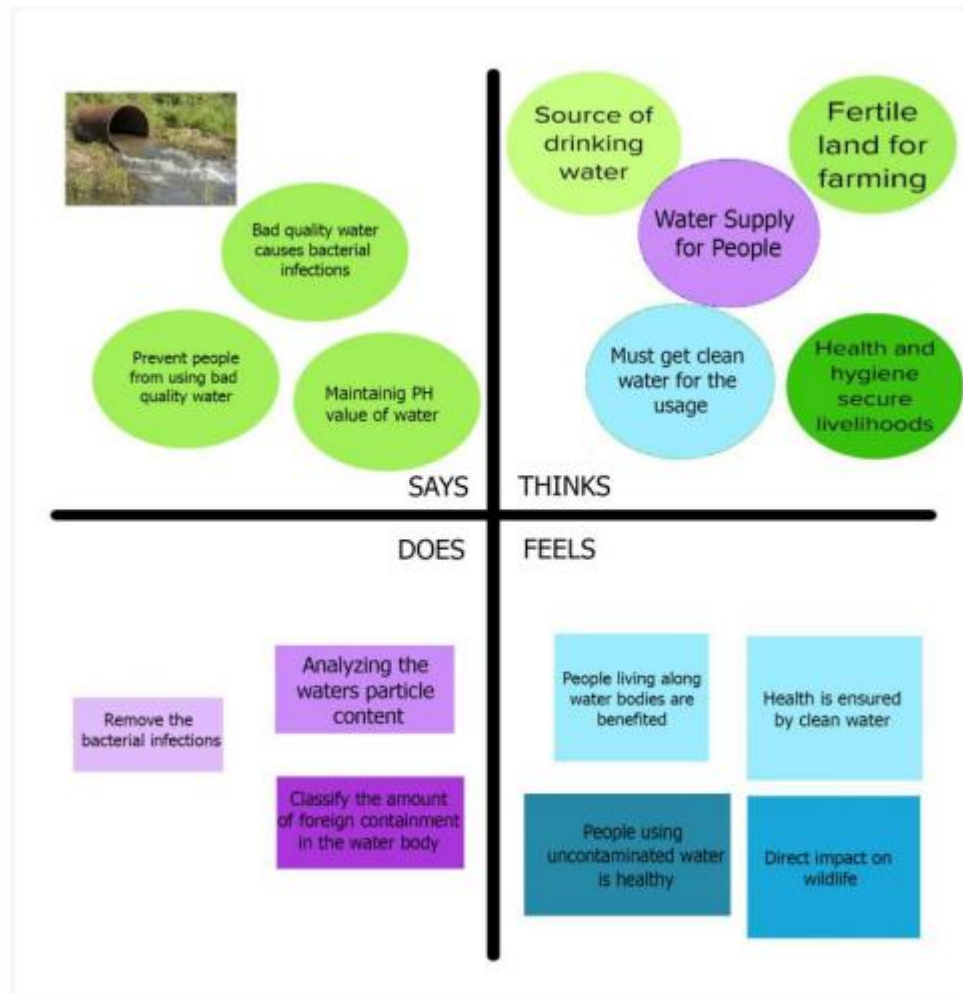 Bad quality water
causes bacterial
infections
Prevent people
from using bad
quality water
Maintainig PH
value of water
SAYS
Source of
drinking
water
Fertile
land for
farming
Water Supply
for People
Must get clean
water for the
usage
Health and
hygiene
secure
livelihoods
THINKS
DOES
Analyzing the
waters particle
content
Remove the
bacterial infections
Classify the amount
of foreign containment
in the water body
FEELS
People living along
water bodies are
benefited
Health is ensured
by clean water
People using
uncontaminated water
is healthy
Direct impact on
wildlife